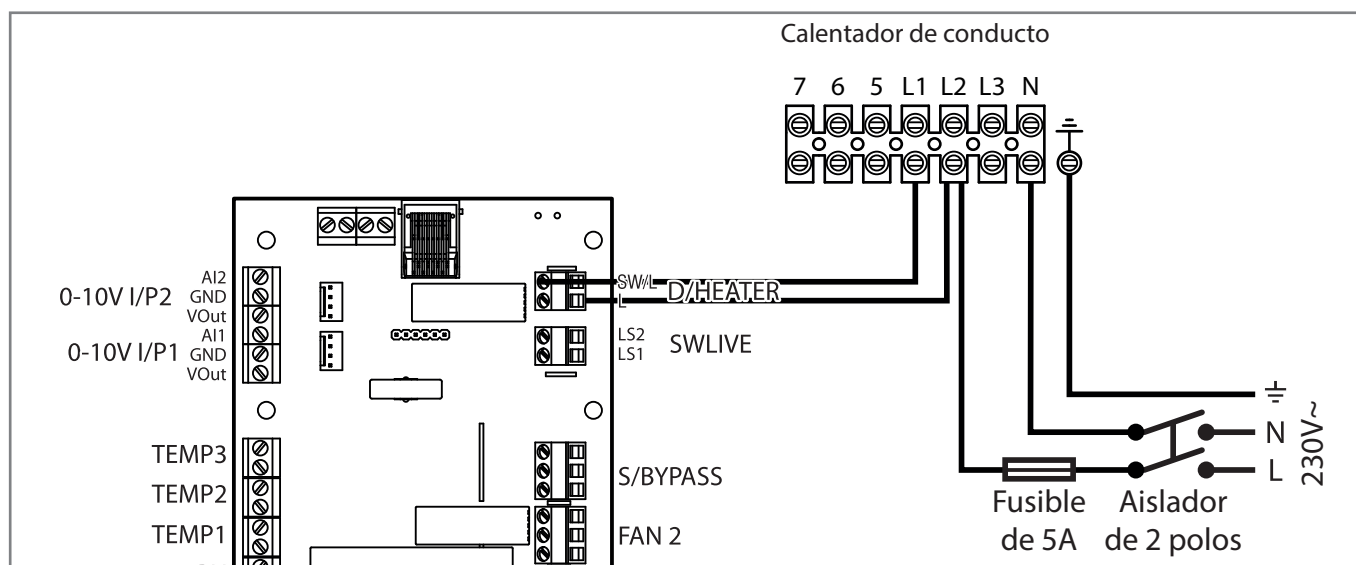 Calentador de conducto
7 6 5 L1 L2 L3 N
AI2
0-10V I/P2 GND
VOut
AI1
0-10V I/P1 GND
VOut
SW/L
D/HEATER
L
LS2
SWLIVE
LS1
TEMP3
TEMP2
TEMP1
S/BYPASS
FAN 2
N
L
230V~
Fusible
de 5A
Aislador
de 2 polos